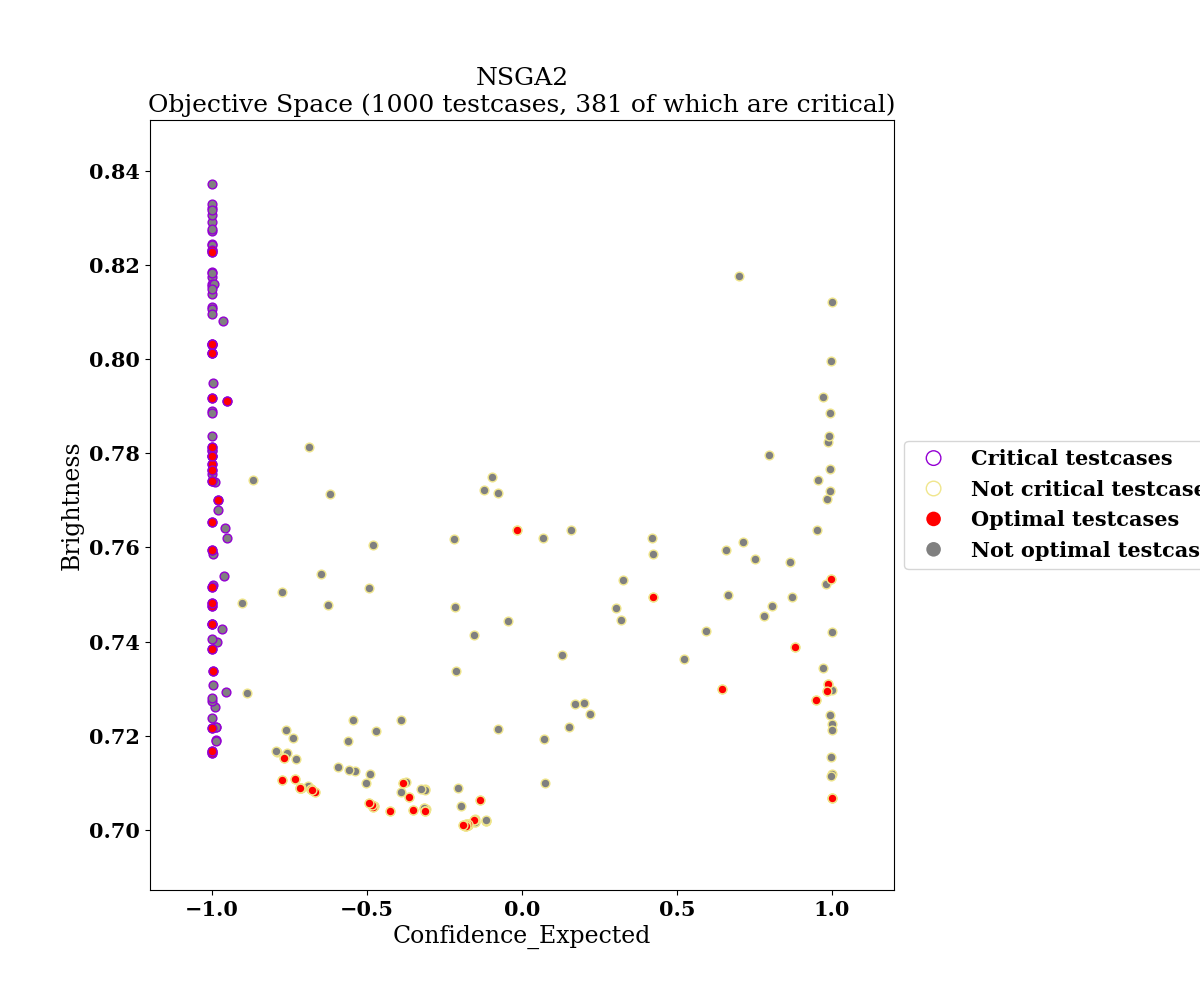 NSGA2
Objective Space (1000 testcases, 381 of which are critical)
0.84
0.82
0.80
0.78
0.76
0.74
0.72
0.70
Brightness
−1.0
−0.5
0.0
0.5
1.0
Confidence_Expected
Critical testcases
Not critical testcase
Optimal testcases
Not optimal testcas